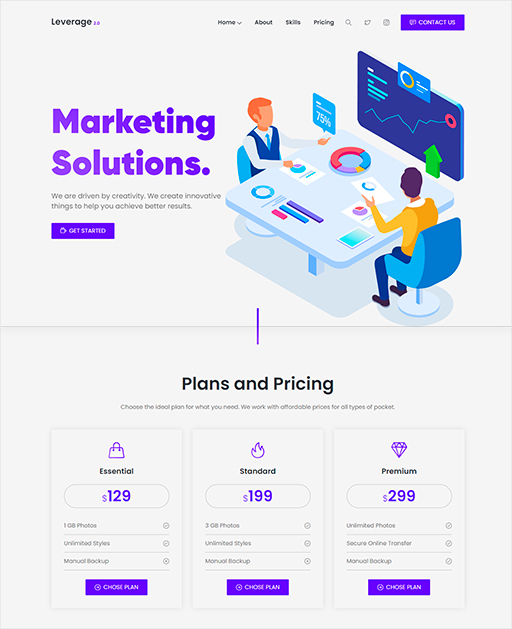 Leverage 2.0
Home About Skills Pricing CONTACT US
75%
Marketing
Solutions.
We are driven by creativity. We create innovative
things to help you achieve better results.
GET STARTED
Plans and Pricing
Choose the ideal plan for what you need. We work with affordable prices for all types of packet.
Essential
$129
1 GB Photos
Unlimited Styles
Manual Backup
CHOSE PLAN
Standard
$199
3 GB Photos
Unlimited Styles
Manual Backup
CHOSE PLAN
Premium
$299
Unlimited Photos
Secure Online Transfer
Manual Backup
CHOSE PLAN